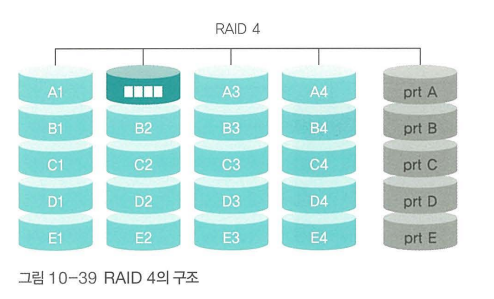 RAID 4
A1 A3 A4 prt A
B1 B2 B3 B4 prt B
C1 C2 C3 C4 prt C
D1 D2 D3 D4 prt D
E1 E2 E3 E4 prt E
그림 10-39 RAID 4의 구조